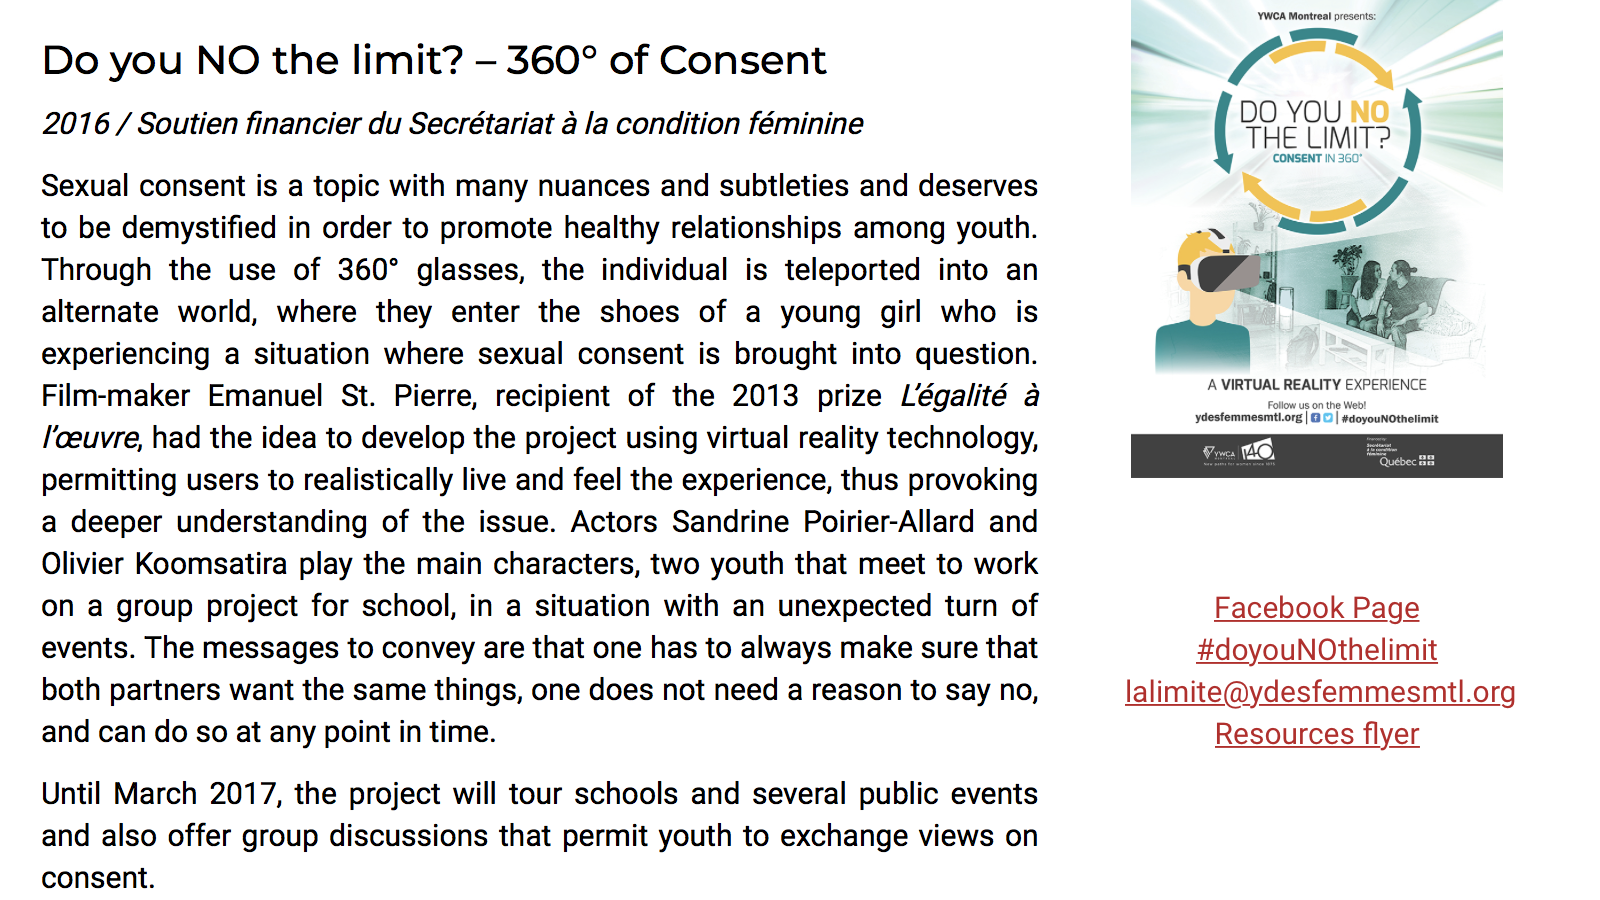 Do you NO the limit? – 360° of Consent
2016 / Soutien financier du Secrétariat à la condition féminine
Sexual consent is a topic with many nuances and subtleties and deserves
to be demystified in order to promote healthy relationships among youth.
Through the use of 360° glasses, the individual is teleported into an
alternate world, where they enter the shoes of a young girl who is
experiencing a situation where sexual consent is brought into question.
Film-maker Emanuel St. Pierre, recipient of the 2013 prize L’égalité à
l’œuvre, had the idea to develop the project using virtual reality technology,
permitting users to realistically live and feel the experience, thus provoking
a deeper understanding of the issue. Actors Sandrine Poirier-Allard and
Olivier Koomsatira play the main characters, two youth that meet to work
on a group project for school, in a situation with an unexpected turn of
events. The messages to convey are that one has to always make sure that
both partners want the same things, one does not need a reason to say no,
and can do so at any point in time.
Until March 2017, the project will tour schools and several public events
and also offer group discussions that permit youth to exchange views on
consent.
YWCA Montreal presents:
DO YOU NO
THE LIMIT?
CONSENT IN 360°
A VIRTUAL REALITY EXPERIENCE
Follow us on the Web!
ydesfemmesmtl.org | #doyouNOthelimit
YWCA 140
New paths for women since 1875
Secrétariat
à la condition
féminine
Québec
Facebook Page
#doyouNOthelimit
lalimite@ydesfemmesmtl.org
Resources flyer